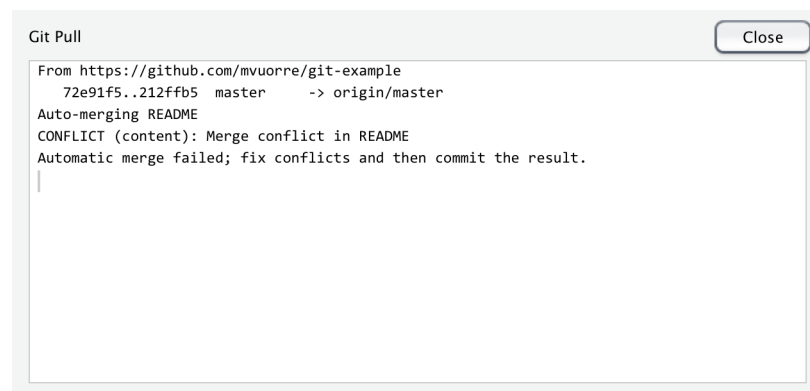 Git Pull
Close
From https://github.com/mvuorre/git-example
   72e91f5..212ffb5  master     -> origin/master
Auto-merging README
CONFLICT (content): Merge conflict in README
Automatic merge failed; fix conflicts and then commit the result.